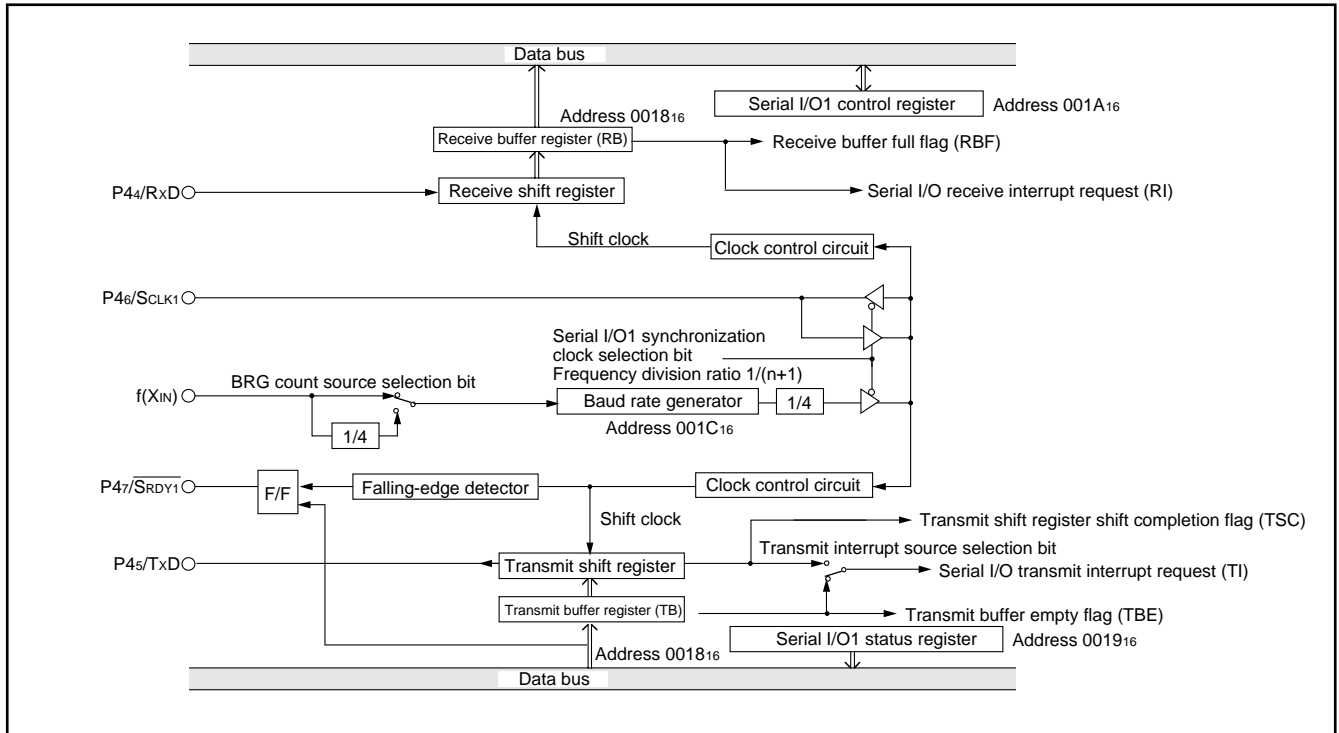 Data bus
Serial I/O1 control register Address 001A16
Address 001816
Receive buffer register (RB)
Receive buffer full flag (RBF)
P44/RxD
Receive shift register
Serial I/O receive interrupt request (RI)
Shift clock
Clock control circuit
P46/SCLK1
Serial I/O1 synchronization
clock selection bit
Frequency division ratio 1/(n+1)
BRG count source selection bit
f(XIN)
Baud rate generator
1/4
1/4
Address 001C16
P47/SRDY1
F/F
Falling-edge detector
Clock control circuit
Shift clock
Transmit shift register shift completion flag (TSC)
Transmit interrupt source selection bit
P45/TxD
Transmit shift register
Serial I/O transmit interrupt request (TI)
Transmit buffer register (TB)
Transmit buffer empty flag (TBE)
Serial I/O1 status register Address 001916
Address 001816
Data bus